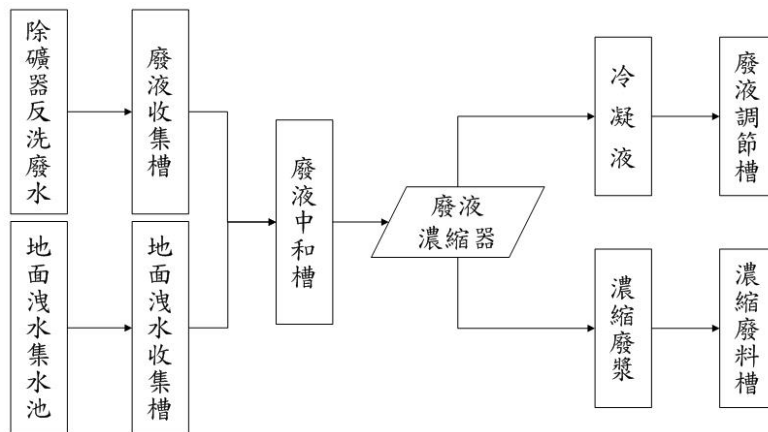 除礦器反洗廢水
廢液收集槽
地面洩水集水池
地面洩水收集槽
廢液中和槽
廢液
濃縮器
冷凝液
廢液調節槽
濃縮廢漿
濃縮廢料槽